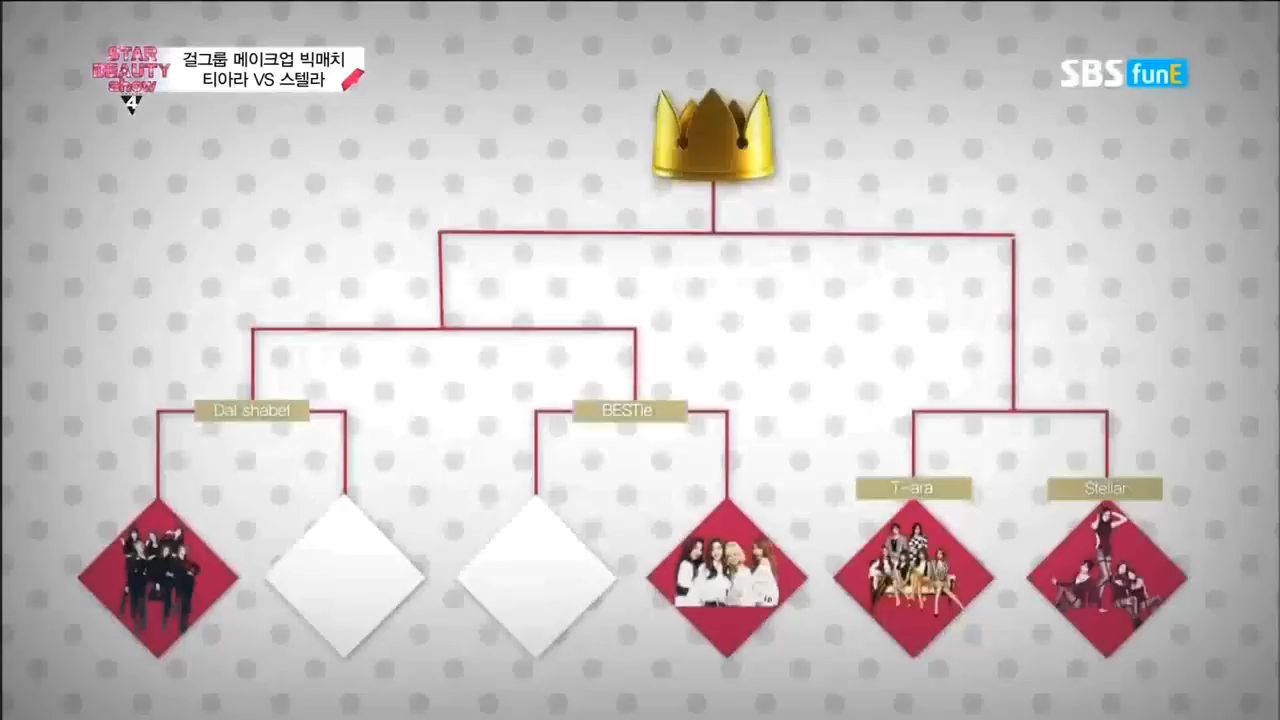 STAR
BEAUTY
Show
4
걸그룹 메이크업 빅매치
티아라 VS 스텔라
SBS funE
Dal shabet
BESTie
T-ara
Stellar